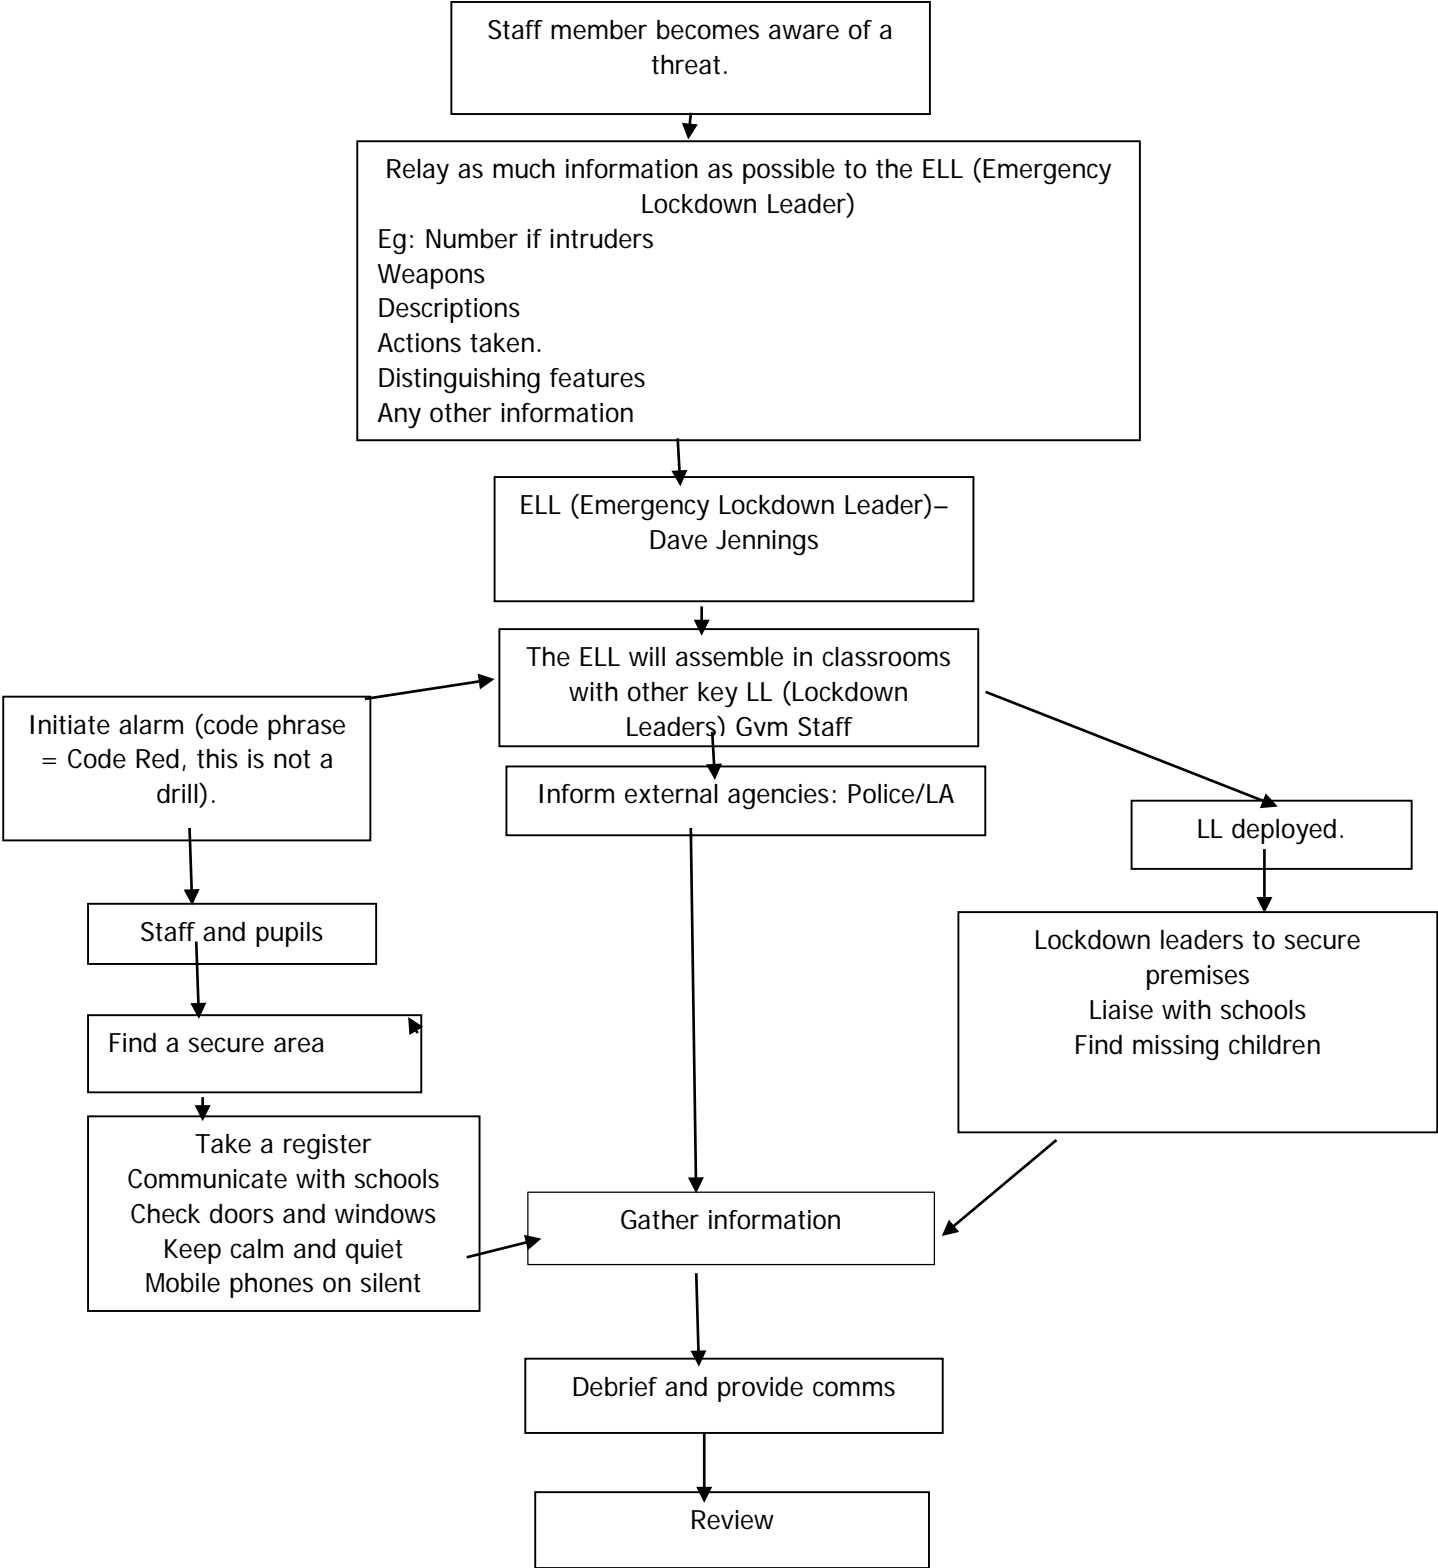 Staff member becomes aware of a
threat.
Relay as much information as possible to the ELL (Emergency
Lockdown Leader)
Eg: Number if intruders
Weapons
Descriptions
Actions taken.
Distinguishing features
Any other information
ELL (Emergency Lockdown Leader)–
Dave Jennings
The ELL will assemble in classrooms
with other key LL (Lockdown
Leaders) Gym Staff
Initiate alarm (code phrase
= Code Red, this is not a
drill).
Inform external agencies: Police/LA
LL deployed.
Staff and pupils
Lockdown leaders to secure
premises
Liaise with schools
Find missing children
Find a secure area
Take a register
Communicate with schools
Check doors and windows
Keep calm and quiet
Mobile phones on silent
Gather information
Debrief and provide comms
Review